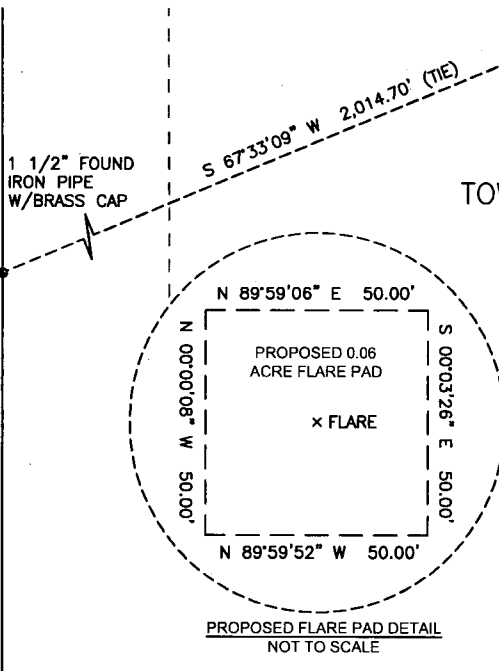 S 67°33'09" W 2,014.70' (TIE)
1 1/2" FOUND
IRON PIPE
W/BRASS CAP
N 89°59'06" E 50.00'
N 00°00'08" W 50.00'
PROPOSED 0.06
ACRE FLARE PAD
× FLARE
S 00°03'26" E 50.00'
N 89°59'52" W 50.00'
PROPOSED FLARE PAD DETAIL
NOT TO SCALE